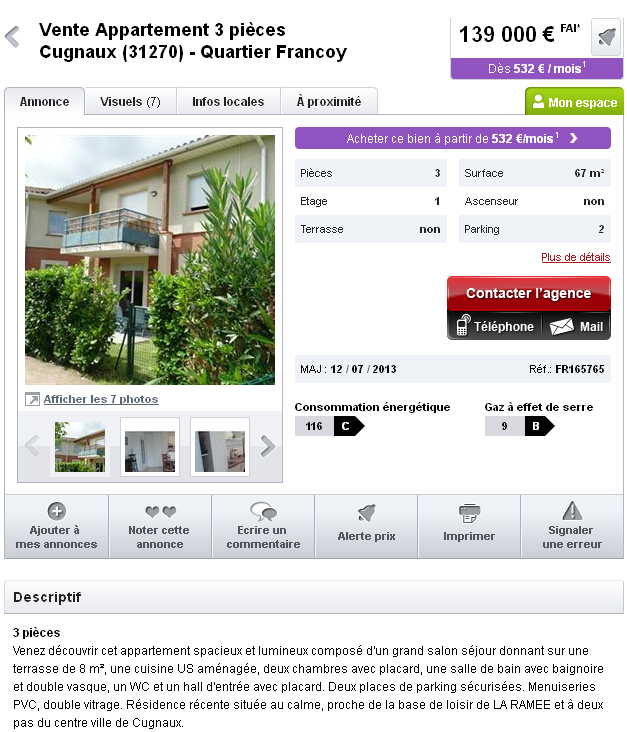 Vente Appartement 3 pièces
Cugnaux (31270) - Quartier Francoy
139 000 € FAI*
Dès 532 € / mois¹
Annonce
Visuels (7)
Infos locales
À proximité
Mon espace
Acheter ce bien à partir de 532 €/mois¹
Pièces 3
Surface 67 m²
Etage 1
Ascenseur non
Terrasse non
Parking 2
Plus de détails
Contacter l'agence
Téléphone
Mail
MAJ : 12 / 07 / 2013
Réf.: FR165765
Afficher les 7 photos
Consommation énergétique
116 C
Gaz à effet de serre
9 B
Ajouter à
mes annonces
Noter cette
annonce
Ecrire un
commentaire
Alerte prix
Imprimer
Signaler
une erreur
Descriptif
3 pièces
Venez découvrir cet appartement spacieux et lumineux composé d'un grand salon séjour donnant sur une
terrasse de 8 m², une cuisine US aménagée, deux chambres avec placard, une salle de bain avec baignoire
et double vasque, un WC et un hall d'entrée avec placard. Deux places de parking sécurisées. Menuiseries
PVC, double vitrage. Résidence récente située au calme, proche de la base de loisir de LA RAMEE et à deux
pas du centre ville de Cugnaux.